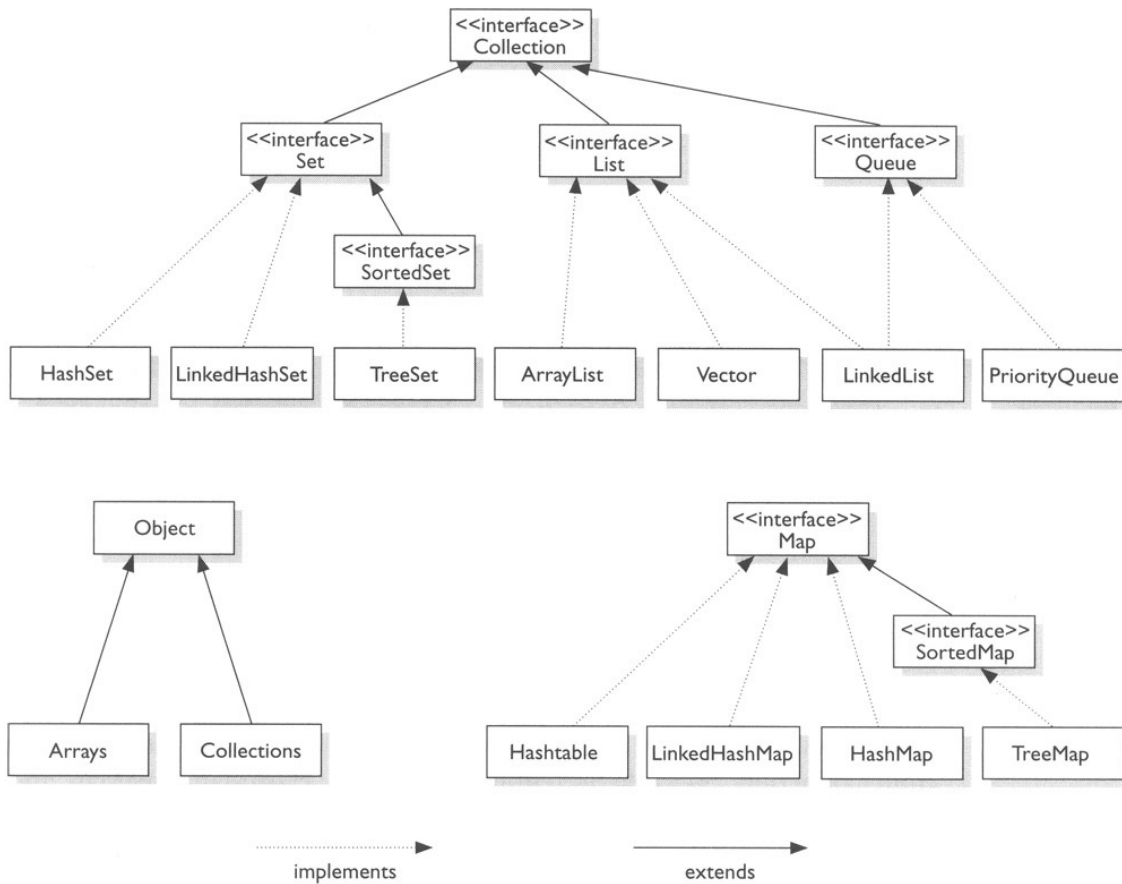 <<interface>>
Collection
<<interface>>
Set
<<interface>>
List
<<interface>>
Queue
<<interface>>
SortedSet
HashSet
LinkedHashSet
TreeSet
ArrayList
Vector
LinkedList
PriorityQueue
Object
<<interface>>
Map
<<interface>>
SortedMap
Arrays
Collections
Hashtable
LinkedHashMap
HashMap
TreeMap
implements
extends